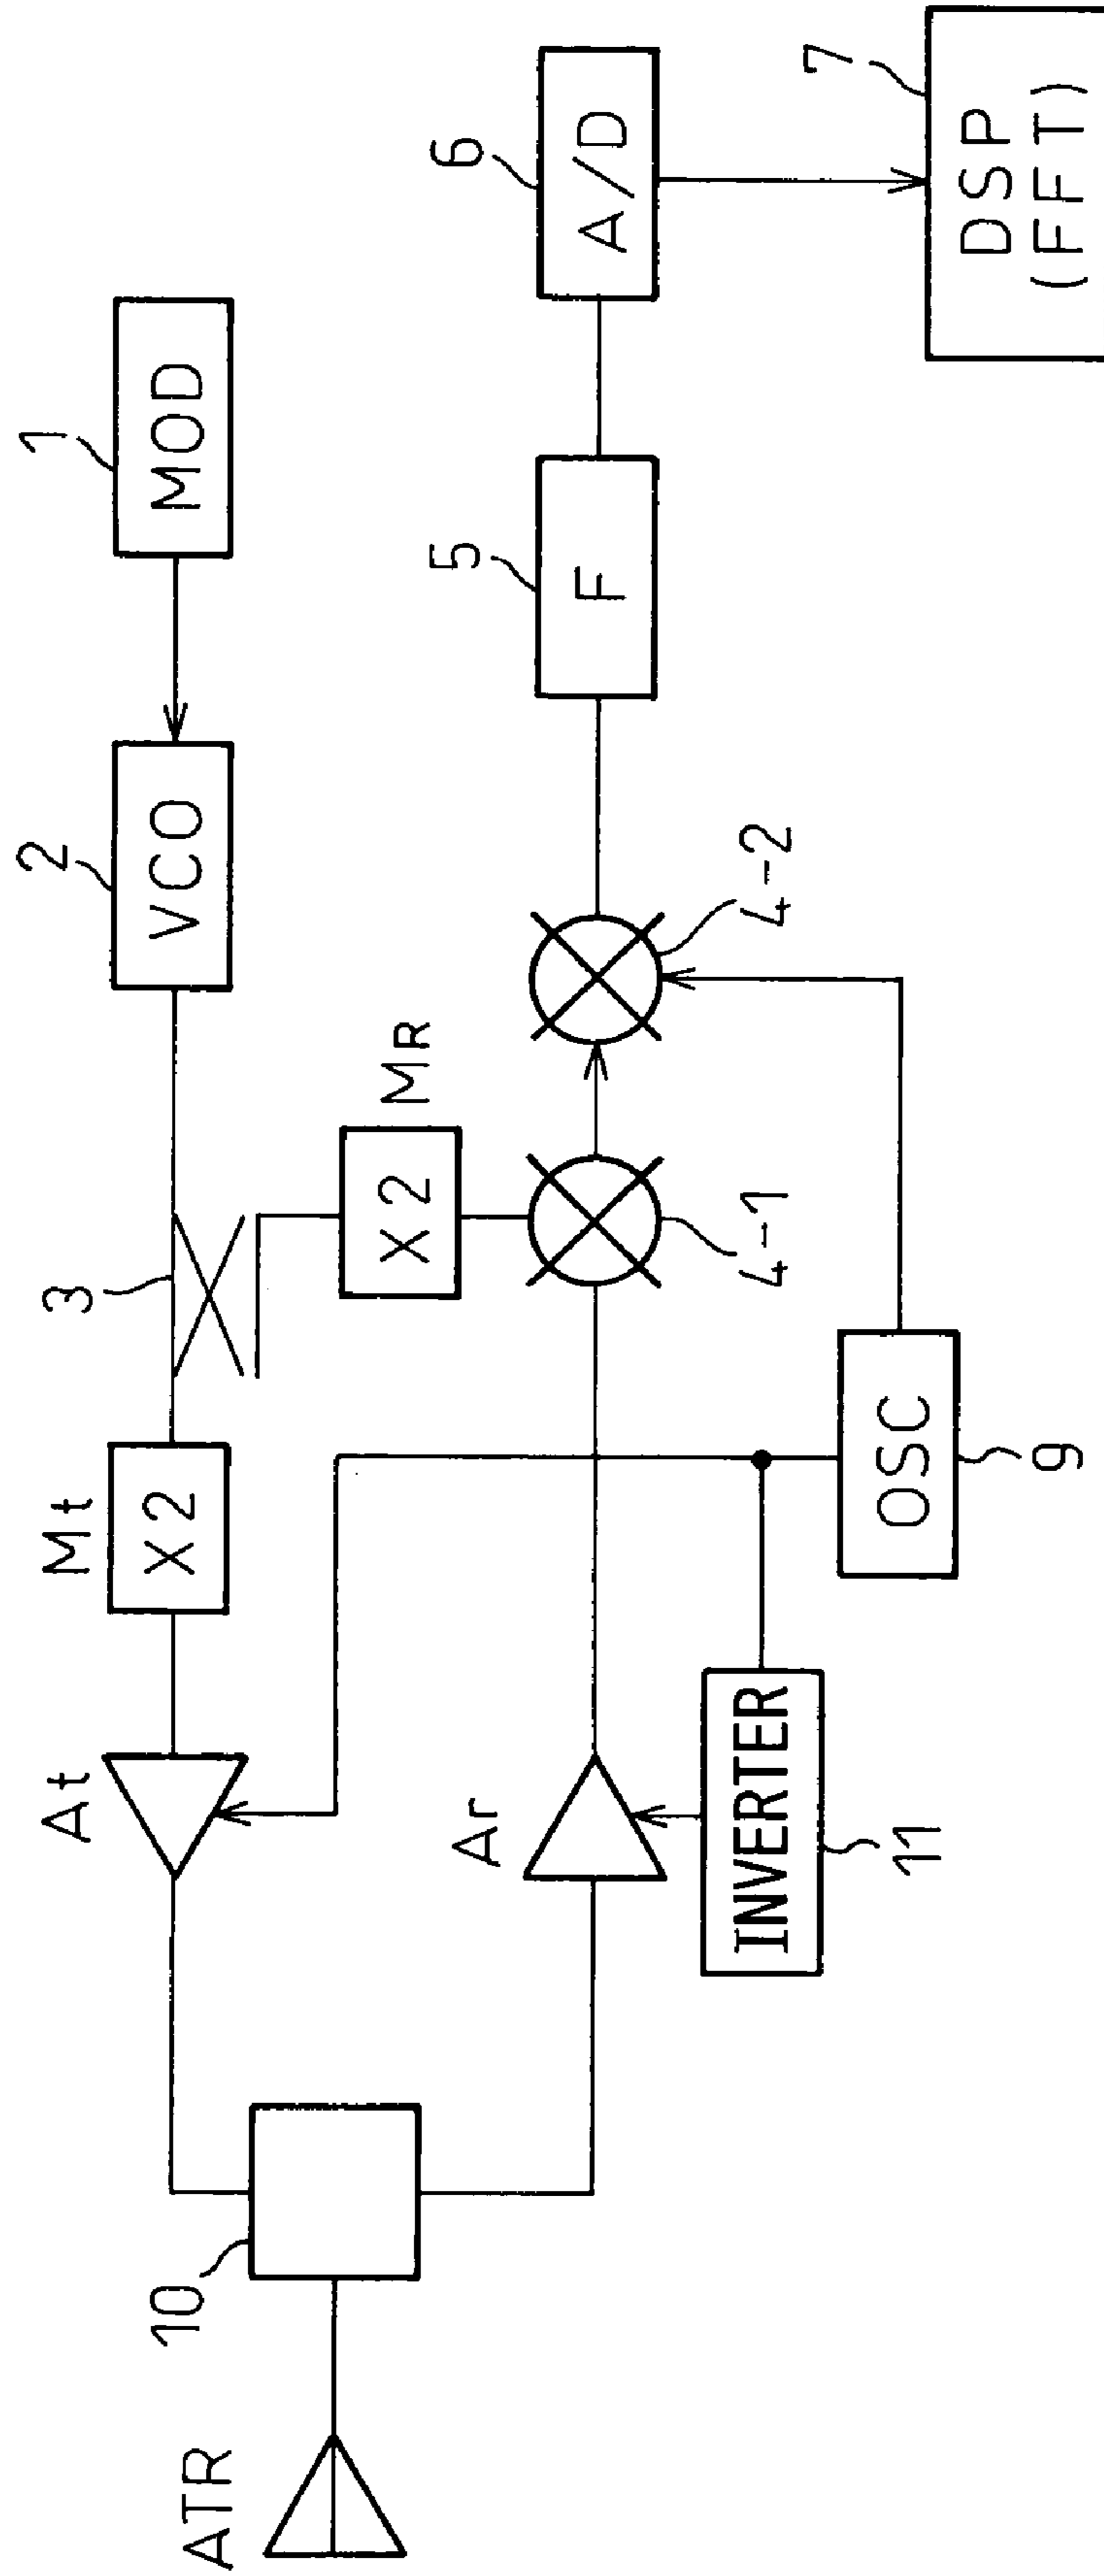 ATR
10
At
Mt
X2
3
2
VCO
1
MOD
Ar
INVERTER
11
X2
MR
4-1
4-2
5
F
6
A/D
OSC
9
7
DSP
(FFT)